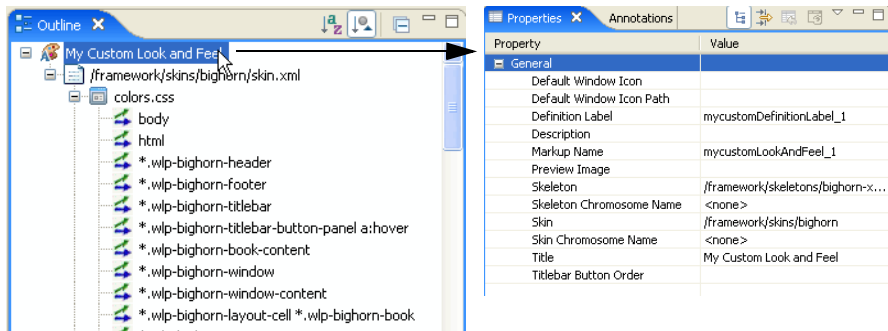 Outline
My Custom Look and Feel
/framework/skins/bighorn/skin.xml
colors.css
body
html
*.wlp-bighorn-header
*.wlp-bighorn-footer
*.wlp-bighorn-titlebar
*.wlp-bighorn-titlebar-button-panel a:hover
*.wlp-bighorn-book-content
*.wlp-bighorn-window
*.wlp-bighorn-window-content
*.wlp-bighorn-layout-cell *.wlp-bighorn-book
Properties Annotations
Property Value
General
Default Window Icon
Default Window Icon Path
Definition Label mycustomDefinitionLabel_1
Description
Markup Name mycustomLookAndFeel_1
Preview Image
Skeleton /framework/skeletons/bighorn-x...
Skeleton Chromosome Name <none>
Skin /framework/skins/bighorn
Skin Chromosome Name <none>
Title My Custom Look and Feel
Titlebar Button Order